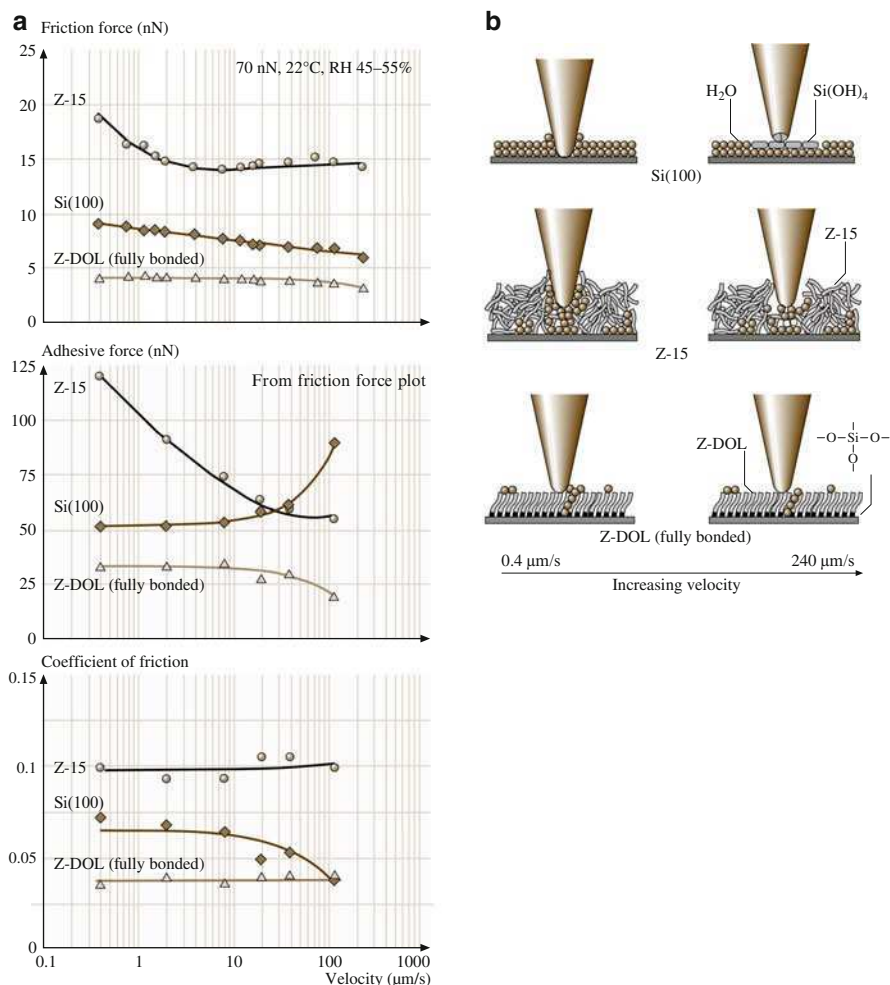 a
Friction force (nN)
25
20
15
10
5
0
70 nN, 22°C, RH 45–55%
Z-15
Si(100)
Z-DOL (fully bonded)
Adhesive force (nN)
125
100
75
50
25
0
From friction force plot
Z-15
Si(100)
Z-DOL (fully bonded)
Coefficient of friction
0.15
0.1
0.05
0
Z-15
Si(100)
Z-DOL (fully bonded)
0.1
1
10
100
1000
Velocity (μm/s)
b
H2O
Si(OH)4
Si(100)
Z-15
Z-15
Z-DOL
–O–Si–O–
O
Z-DOL (fully bonded)
0.4 μm/s
240 μm/s
Increasing velocity